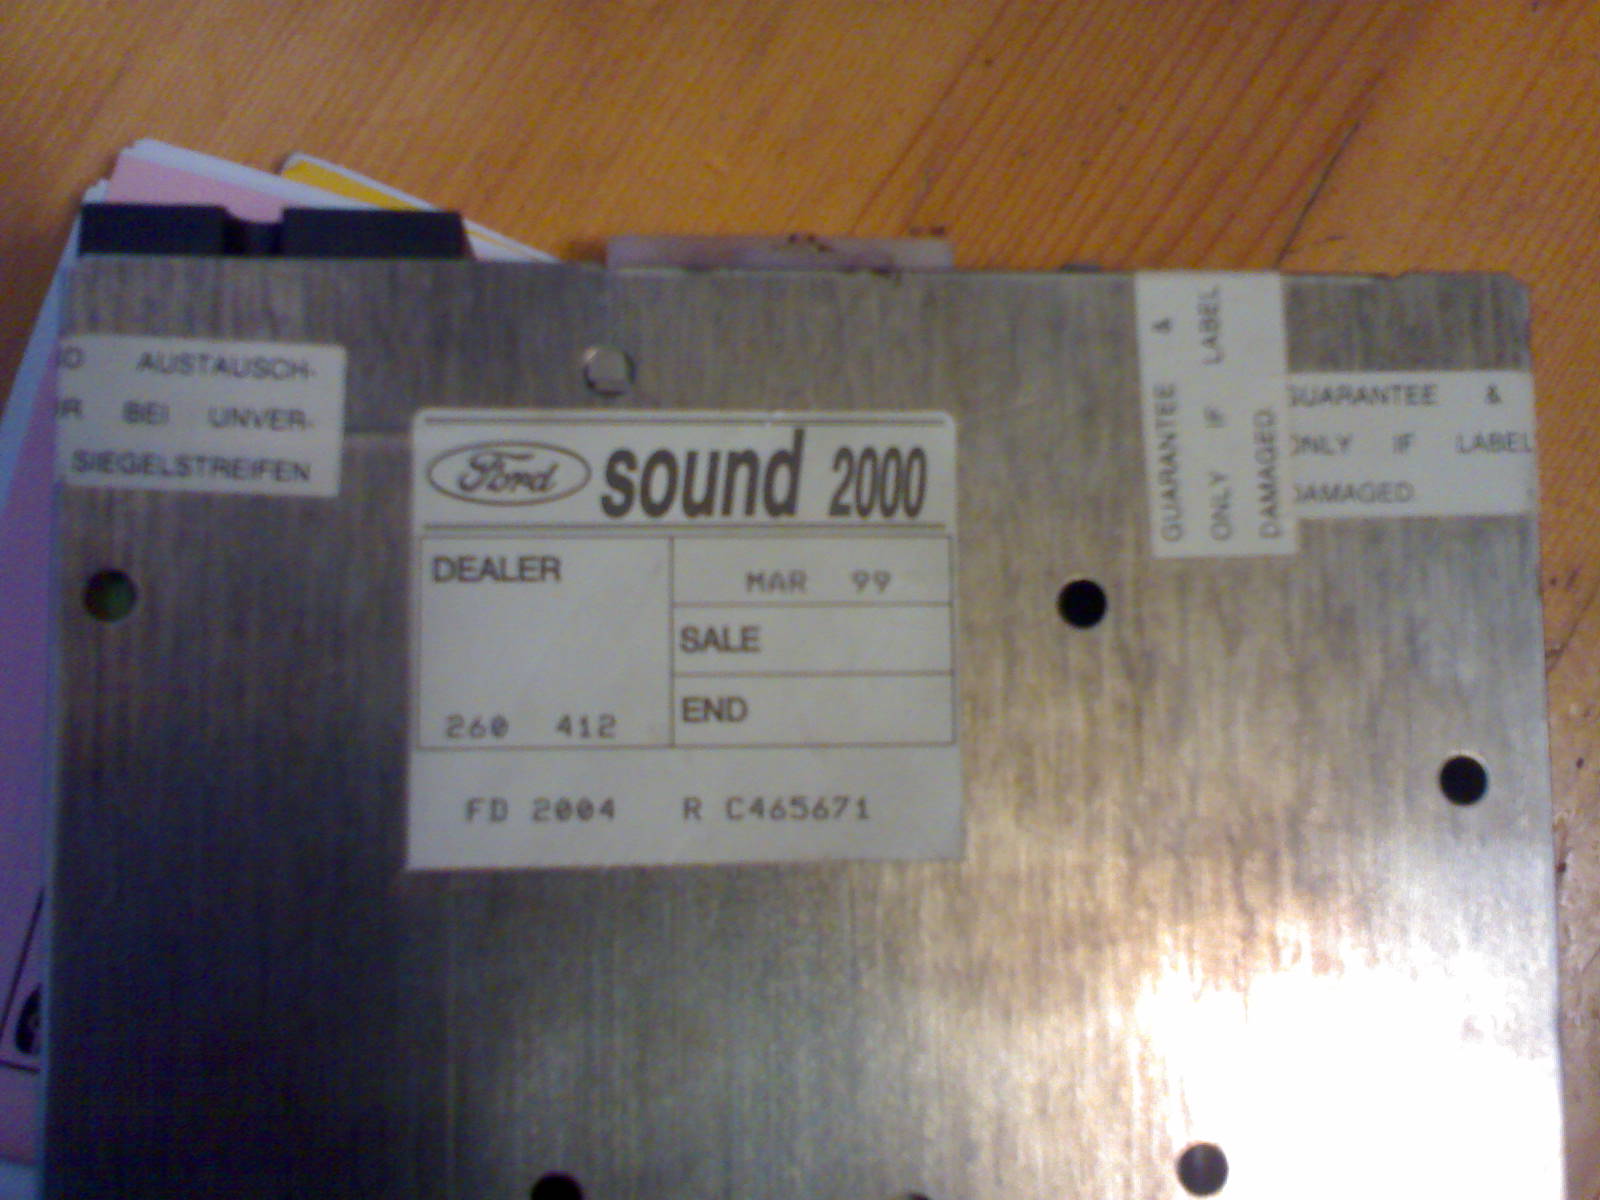 AUSTAUSCH-
BEI UNVER-
SIEGELSTREIFEN
Ford sound 2000
DEALER
MAR 99
SALE
END
260 412
FD 2004 R C465671
GUARANTEE &
ONLY IF LABEL
DAMAGED
GUARANTEE &
ONLY IF LABEL
DAMAGED